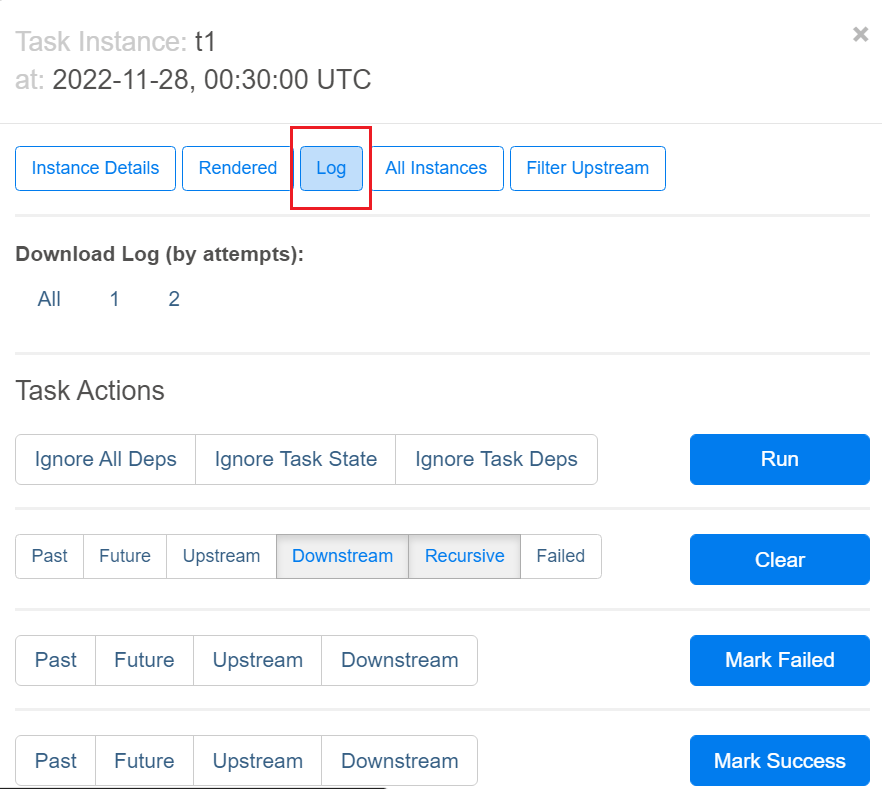 Task Instance: t1
at: 2022-11-28, 00:30:00 UTC
×
Instance Details Rendered Log All Instances Filter Upstream
Download Log (by attempts):
All 1 2
Task Actions
Ignore All Deps Ignore Task State Ignore Task Deps Run
Past Future Upstream Downstream Recursive Failed Clear
Past Future Upstream Downstream Mark Failed
Past Future Upstream Downstream Mark Success